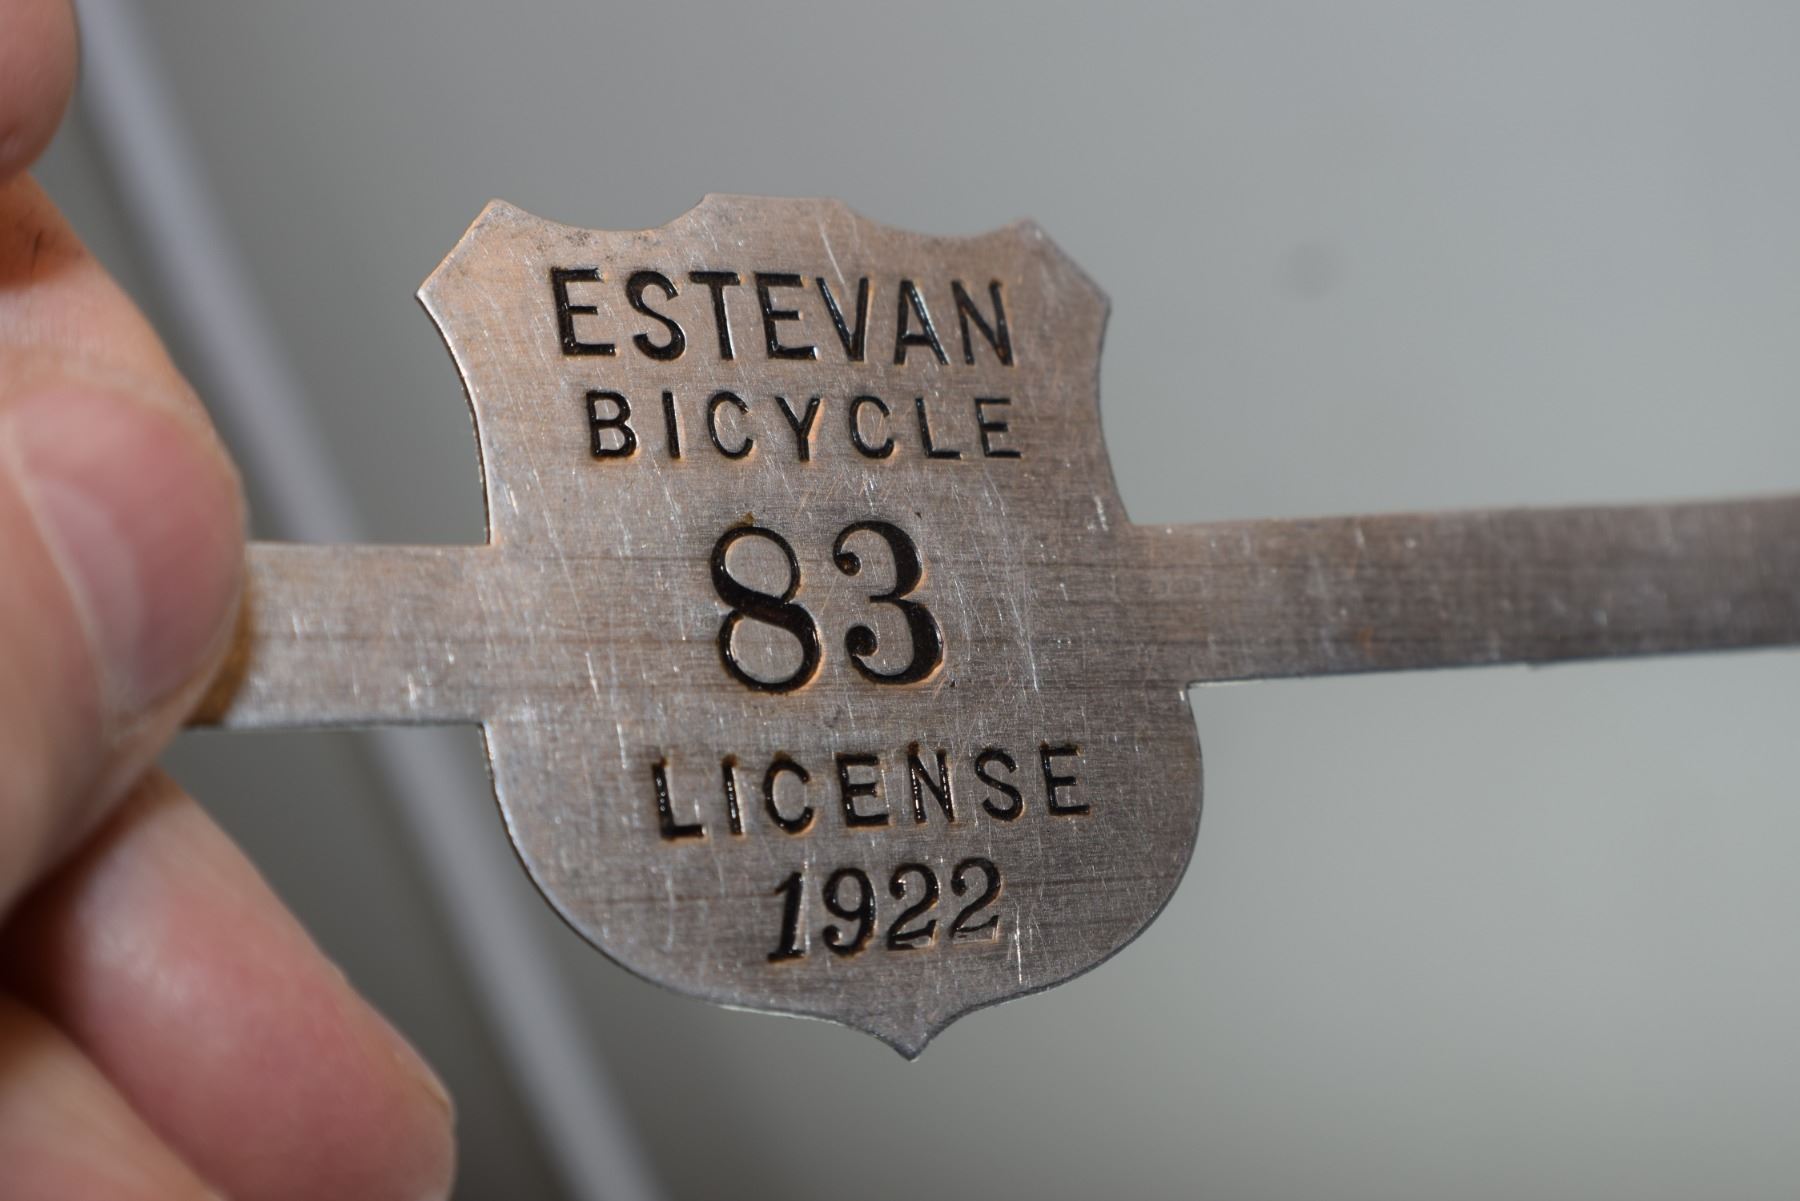 ESTEVAN
BICYCLE
83
LICENSE
1922